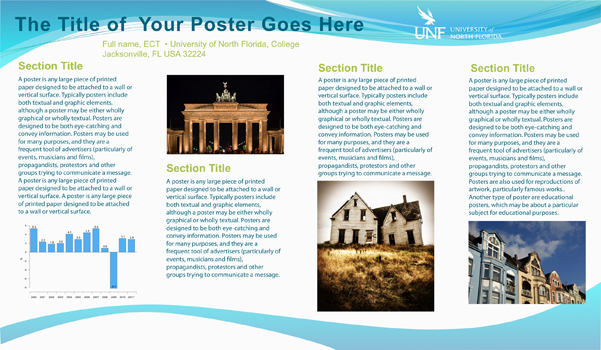 The Title of Your Poster Goes Here
UNF
UNIVERSITY of
NORTH FLORIDA.
Full name, ECT • University of North Florida, College
Jacksonville, FL USA 32224
Section Title
A poster is any large piece of printed
paper designed to be attached to a wall or
vertical surface. Typically posters include
both textual and graphic elements,
although a poster may be either wholly
graphical or wholly textual. Posters are
designed to be both eye-catching and
convey information. Posters may be used
for many purposes, and they are a
frequent tool of advertisers (particularly of
events, musicians and films),
propagandists, protestors and other
groups trying to communicate a message.
A poster is any large piece of printed
paper designed to be attached to a wall or
vertical surface. A poster is any large piece
of printed paper designed to be attached
to a wall or vertical surface.
Section Title
A poster is any large piece of printed
paper designed to be attached to a wall or
vertical surface. Typically posters include
both textual and graphic elements,
although a poster may be either wholly
graphical or wholly textual. Posters are
designed to be both eye-catching and
convey information. Posters may be used
for many purposes, and they are a
frequent tool of advertisers (particularly of
events, musicians and films),
propagandists, protestors and other
groups trying to communicate a message.
Section Title
A poster is any large piece of printed
paper designed to be attached to a wall or
vertical surface. Typically posters include
both textual and graphic elements,
although a poster may be either wholly
graphical or wholly textual. Posters are
designed to be both eye-catching and
convey information. Posters may be used
for many purposes, and they are a
frequent tool of advertisers (particularly of
events, musicians and films),
propagandists, protestors and other
groups trying to communicate a message.
Section Title
A poster is any large piece of printed
paper designed to be attached to a wall or
vertical surface. Typically posters include
both textual and graphic elements,
although a poster may be either wholly
graphical or wholly textual. Posters are
designed to be both eye-catching and
convey information. Posters may be used
for many purposes, and they are a
frequent tool of advertisers (particularly of
events, musicians and films),
propagandists, protestors and other
groups trying to communicate a message.
Posters are also used for reproductions of
artwork, particularly famous works..
Another type of poster are educational
posters, which may be about a particular
subject for educational purposes.